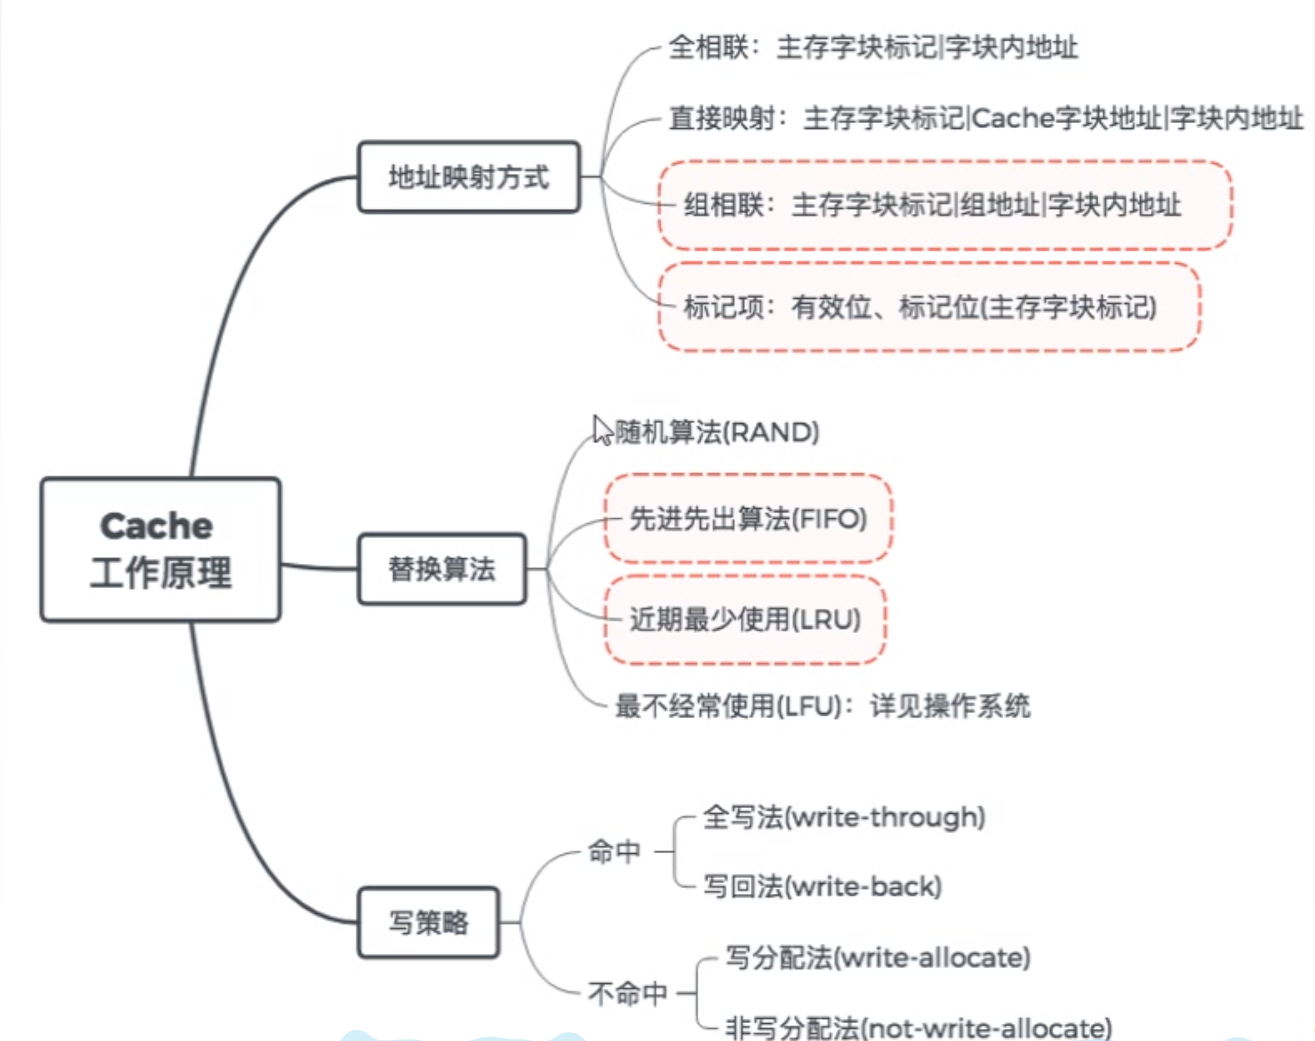 全相联：主存字块标记|字块内地址
直接映射：主存字块标记|Cache字块地址|字块内地址
地址映射方式
组相联：主存字块标记|组地址|字块内地址
标记项：有效位、标记位(主存字块标记)
随机算法(RAND)
先进先出算法(FIFO)
Cache
工作原理
替换算法
近期最少使用(LRU)
最不经常使用(LFU)：详见操作系统
全写法(write-through)
命中
写回法(write-back)
写策略
写分配法(write-allocate)
不命中
非写分配法(not-write-allocate)